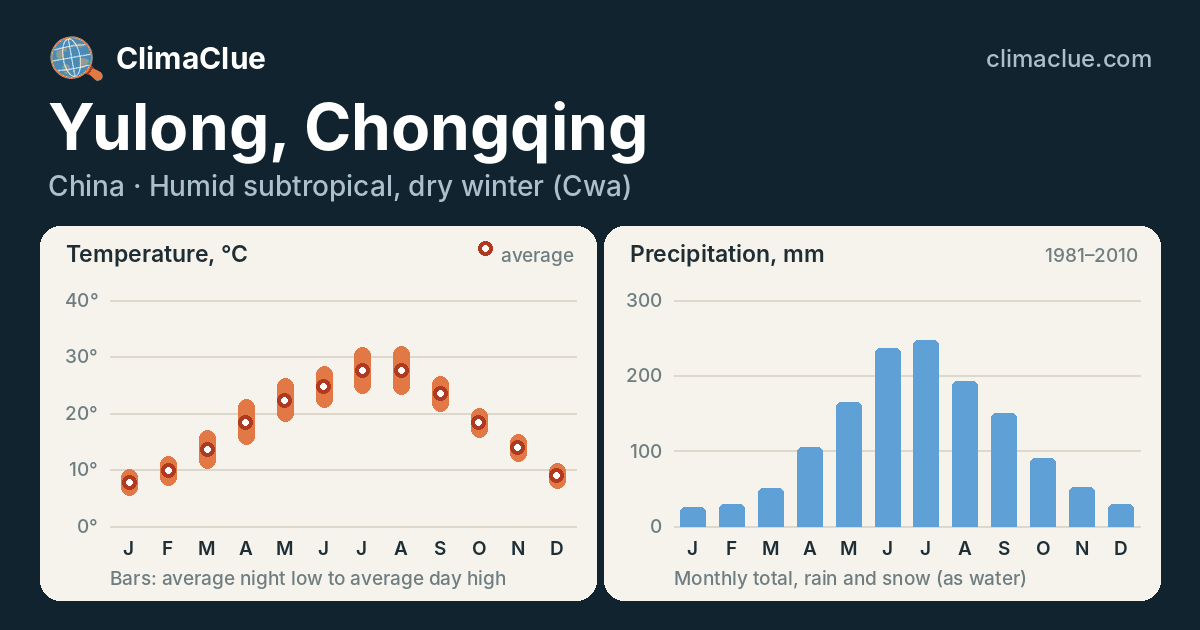 ClimaClue
climaclue.com
Yulong, Chongqing
China · Humid subtropical, dry winter (Cwa)
Temperature, °C
average
40°
30°
20°
10°
0°
J F M A M J J A S O N D
Bars: average night low to average day high
Precipitation, mm
1981–2010
300
200
100
0
J F M A M J J A S O N D
Monthly total, rain and snow (as water)